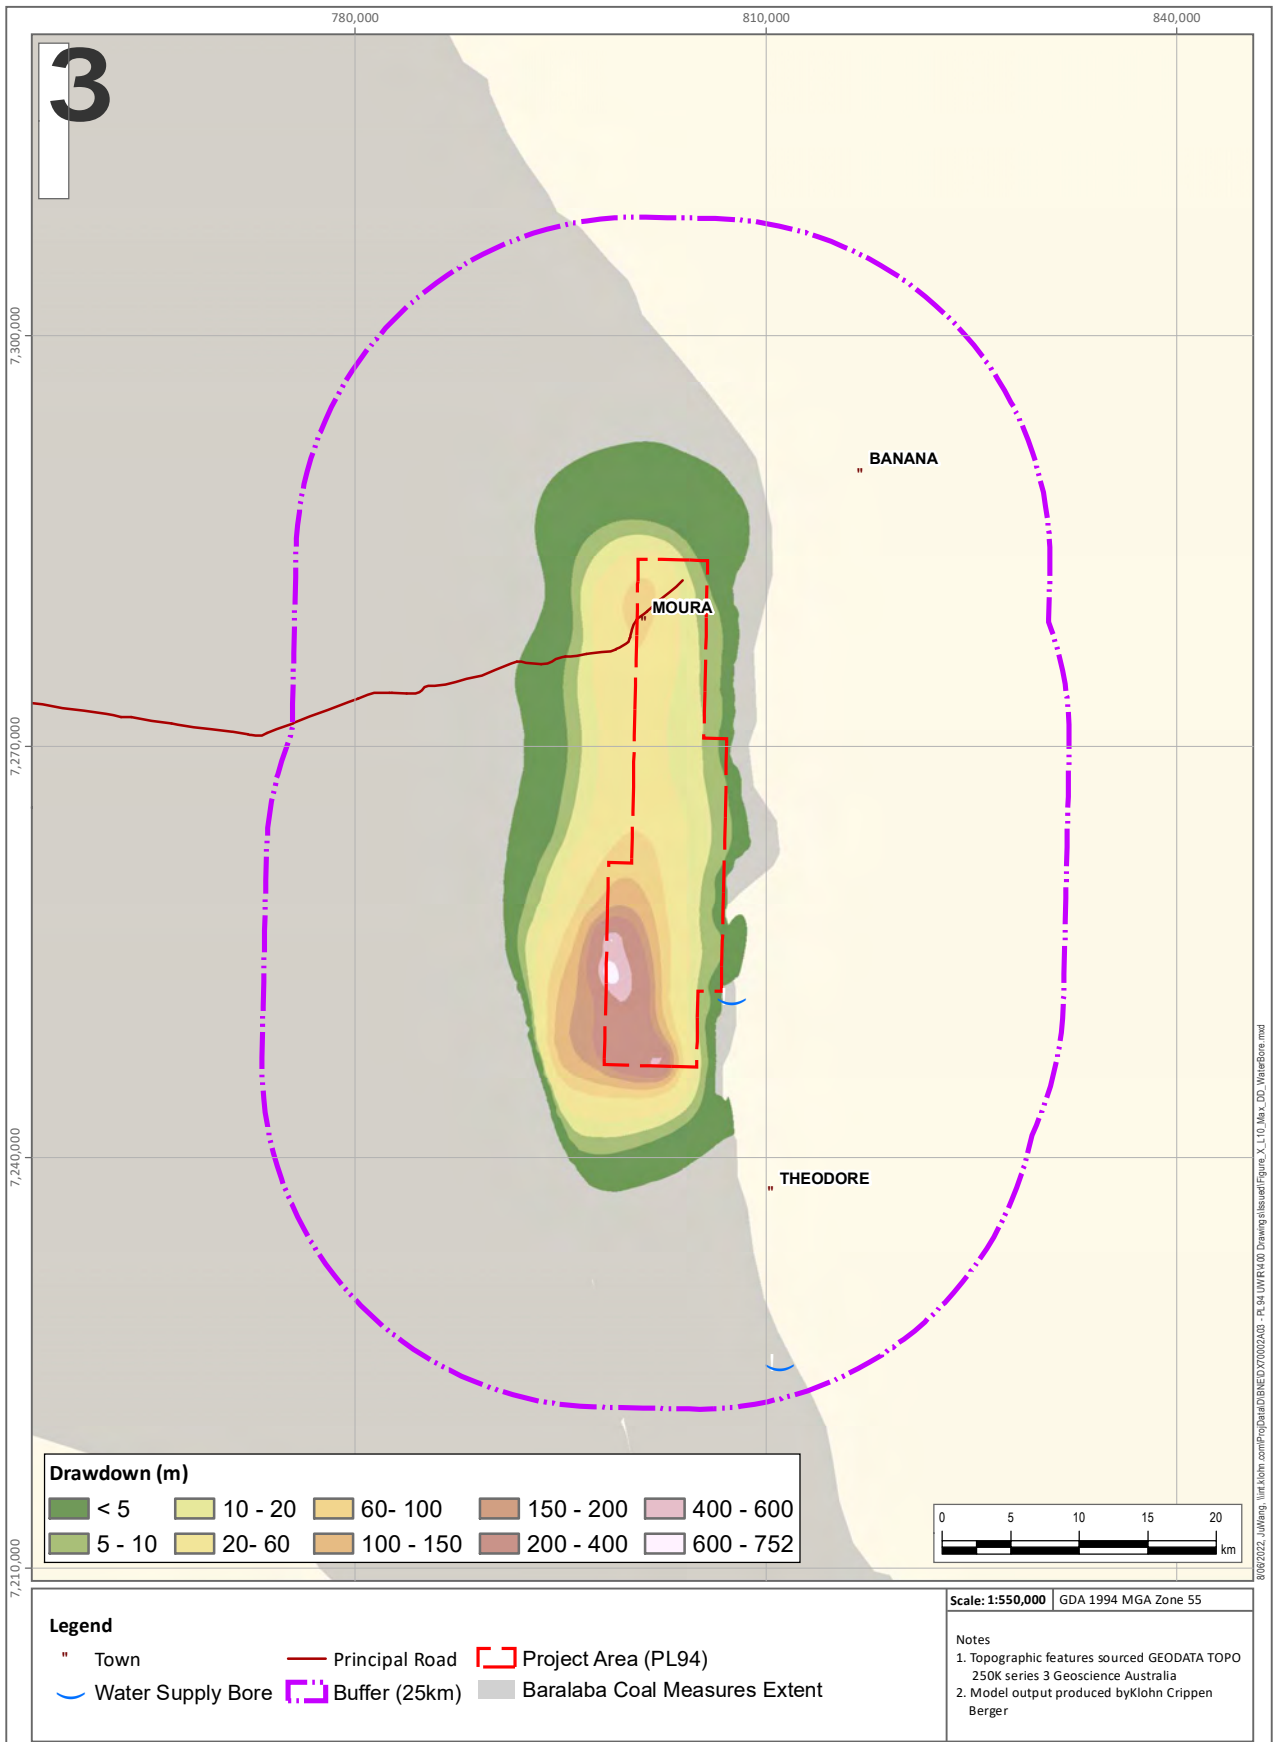 780,000 810,000 840,000
3
7,300,000
BANANA
MOURA
7,270,000
7,240,000
THEODORE
7,210,000
Drawdown (m)
< 5 10 - 20 60- 100 150 - 200 400 - 600
5 - 10 20- 60 100 - 150 200 - 400 600 - 752
0 5 10 15 20
km
Scale: 1:550,000 GDA 1994 MGA Zone 55
Legend
" Town Principal Road Project Area (PL94)
Water Supply Bore Buffer (25km) Baralaba Coal Measures Extent
Notes
1. Topographic features sourced GEODATA TOPO
250K series 3 Geoscience Australia
2. Model output produced byKlohn Crippen
Berger